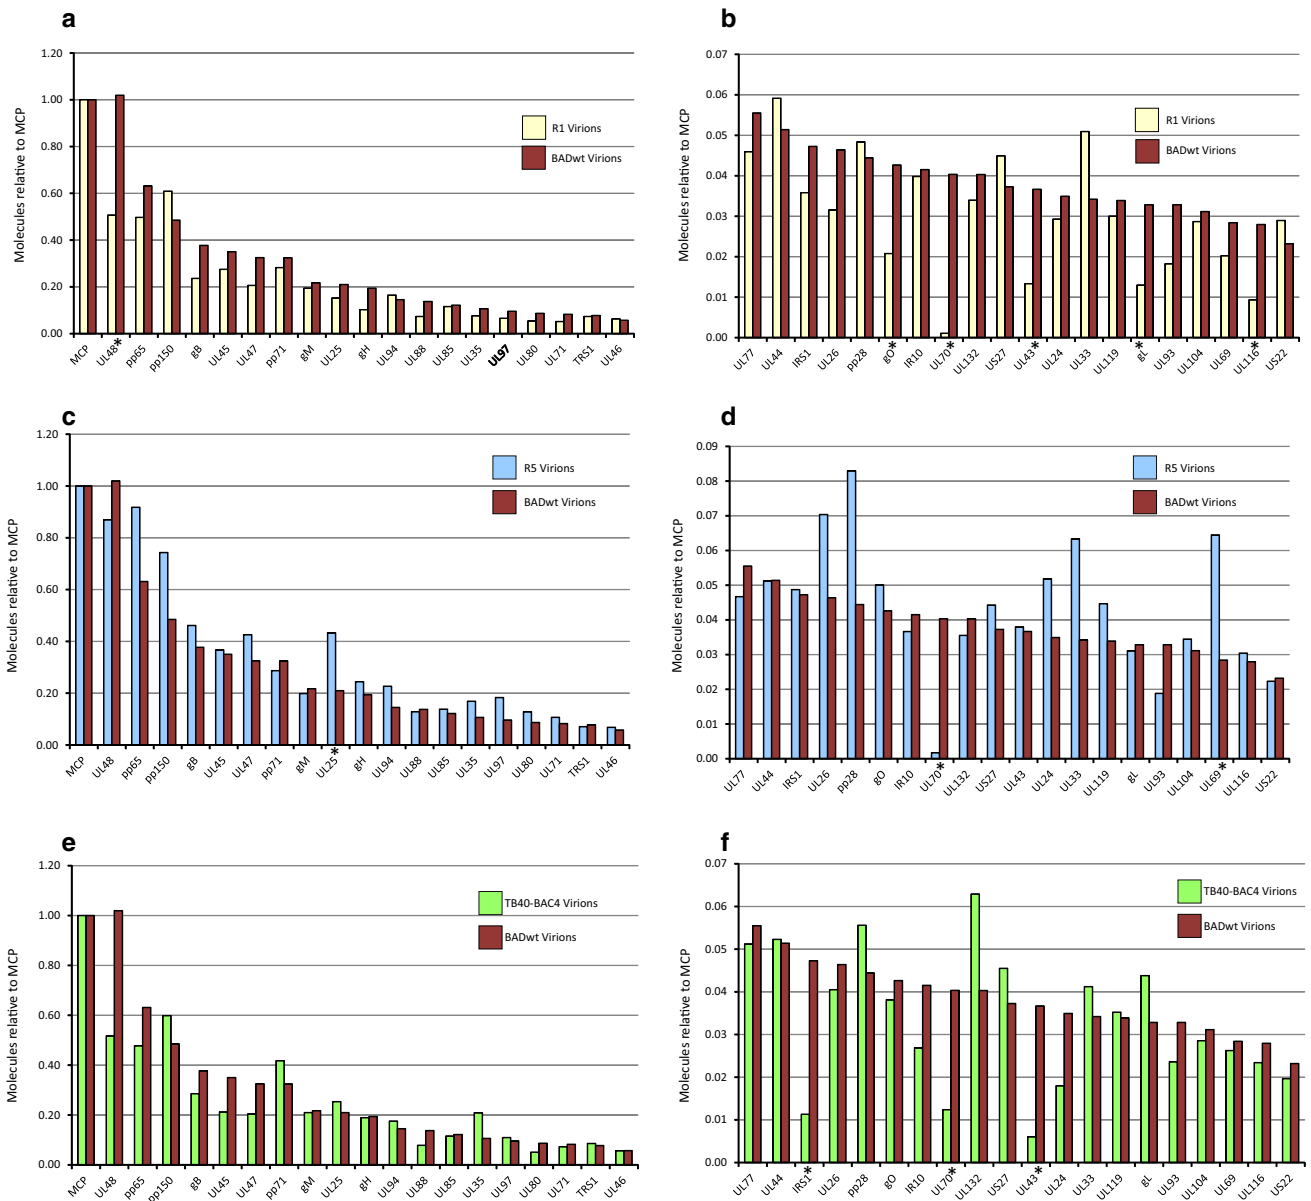 a
Molecules relative to MCP
1.20
1.00
0.80
0.60
0.40
0.20
0.00
R1 Virions
BADwt Virions
MCP UL48* pp65 pp150 gB UL45 UL47 pp71 gM UL25 gH UL94 UL88 UL85 UL35 UL97 UL80 UL71 TRS1 UL46
b
Molecules relative to MCP
0.07
0.06
0.05
0.04
0.03
0.02
0.01
0.00
R1 Virions
BADwt Virions
UL77 UL44 IRS1 UL26 pp28 gO* IR10 UL70* UL132 US27 UL43* UL24 UL33 UL119 gL* UL93 UL104 UL69 UL116* US22
c
Molecules relative to MCP
1.20
1.00
0.80
0.60
0.40
0.20
0.00
R5 Virions
BADwt Virions
MCP UL48 pp65 pp150 gB UL45 UL47 pp71 gM UL25* gH UL94 UL88 UL85 UL35 UL97 UL80 UL71 TRS1 UL46
d
Molecules relative to MCP
0.09
0.08
0.07
0.06
0.05
0.04
0.03
0.02
0.01
0.00
R5 Virions
BADwt Virions
UL77 UL44 IRS1 UL26 pp28 gO IR10 UL70* UL132 US27 UL43 UL24 UL33 UL119 gL UL93 UL104 UL69* UL116 US22
e
Molecules relative to MCP
1.20
1.00
0.80
0.60
0.40
0.20
0.00
TB40-BAC4 Virions
BADwt Virions
MCP UL48 pp65 pp150 gB UL45 UL47 pp71 gM UL25 gH UL94 UL88 UL85 UL35 UL97 UL80 UL71 TRS1 UL46
f
Molecules relative to MCP
0.07
0.06
0.05
0.04
0.03
0.02
0.01
0.00
TB40-BAC4 Virions
BADwt Virions
UL77 UL44 IRS1* UL26 pp28 gO IR10 UL70* UL132 US27 UL43* UL24 UL33 UL119 gL UL93 UL104 UL69 UL116 US22